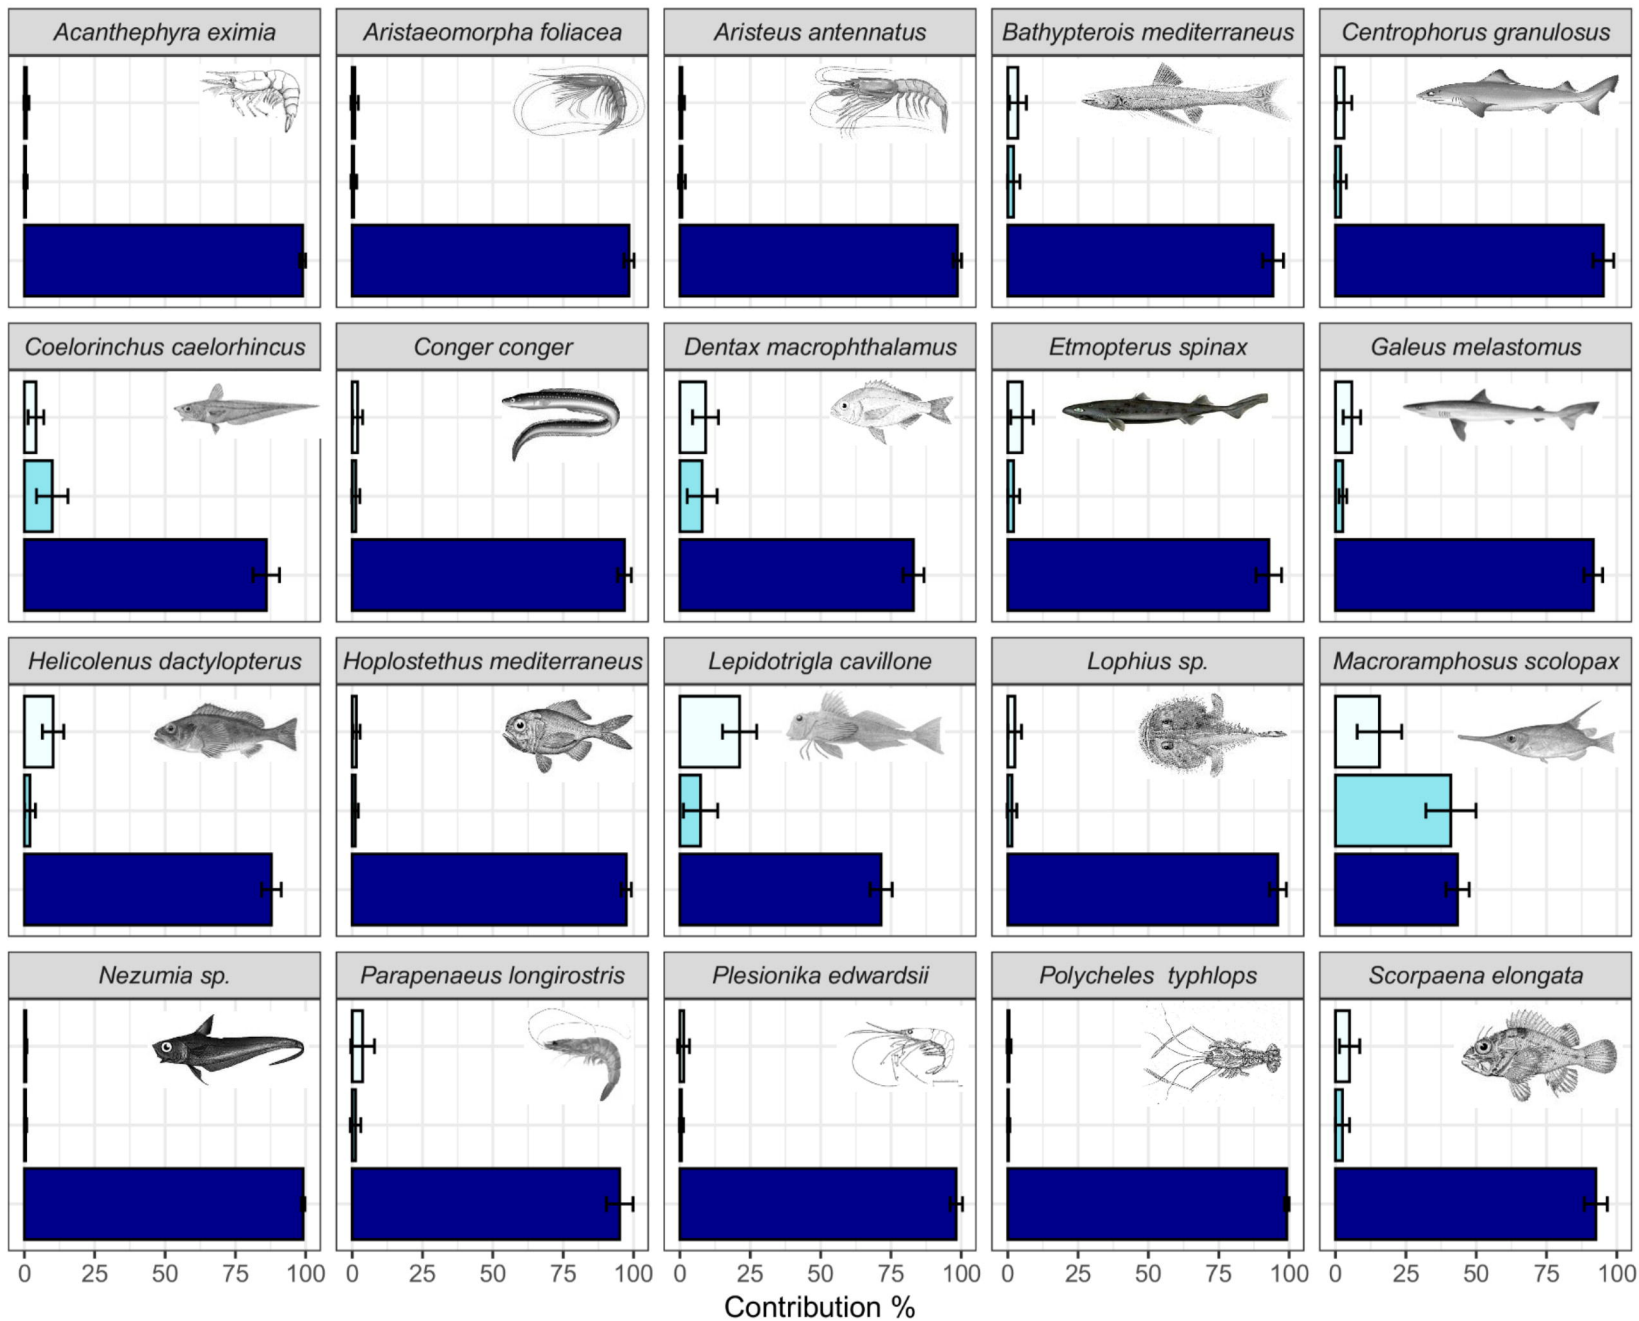 Acanthephyra eximia
Aristaeomorpha foliacea
Aristeus antennatus
Bathypterois mediterraneus
Centrophorus granulosus
Coelorinchus caelorhincus
Conger conger
Dentax macrophthalamus
Etmopterus spinax
Galeus melastomus
Helicolenus dactylopterus
Hoplostethus mediterraneus
Lepidotrigla cavillone
Lophius sp.
Macroramphosus scolopax
Nezumia sp.
Parapenaeus longirostris
Plesionika edwardsii
Polycheles typhlops
Scorpaena elongata
0 25 50 75 100 0 25 50 75 100 0 25 50 75 100 0 25 50 75 100 0 25 50 75 100
Contribution %